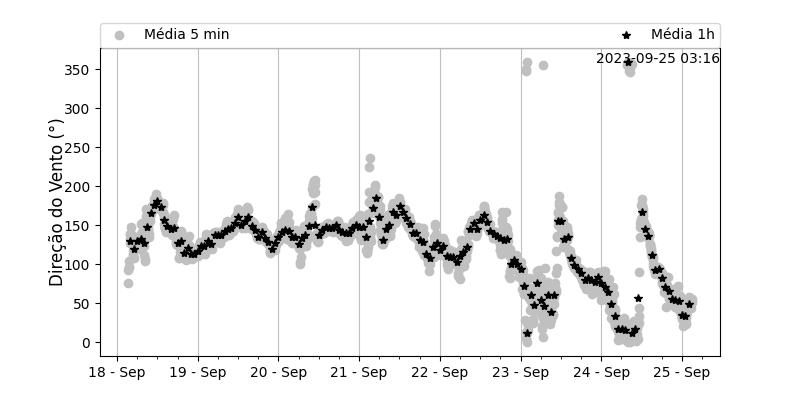 Média 5 min
Média 1h
2023-09-25 03:16
Direção do Vento (°)
350
300
250
200
150
100
50
0
18 - Sep
19 - Sep
20 - Sep
21 - Sep
22 - Sep
23 - Sep
24 - Sep
25 - Sep